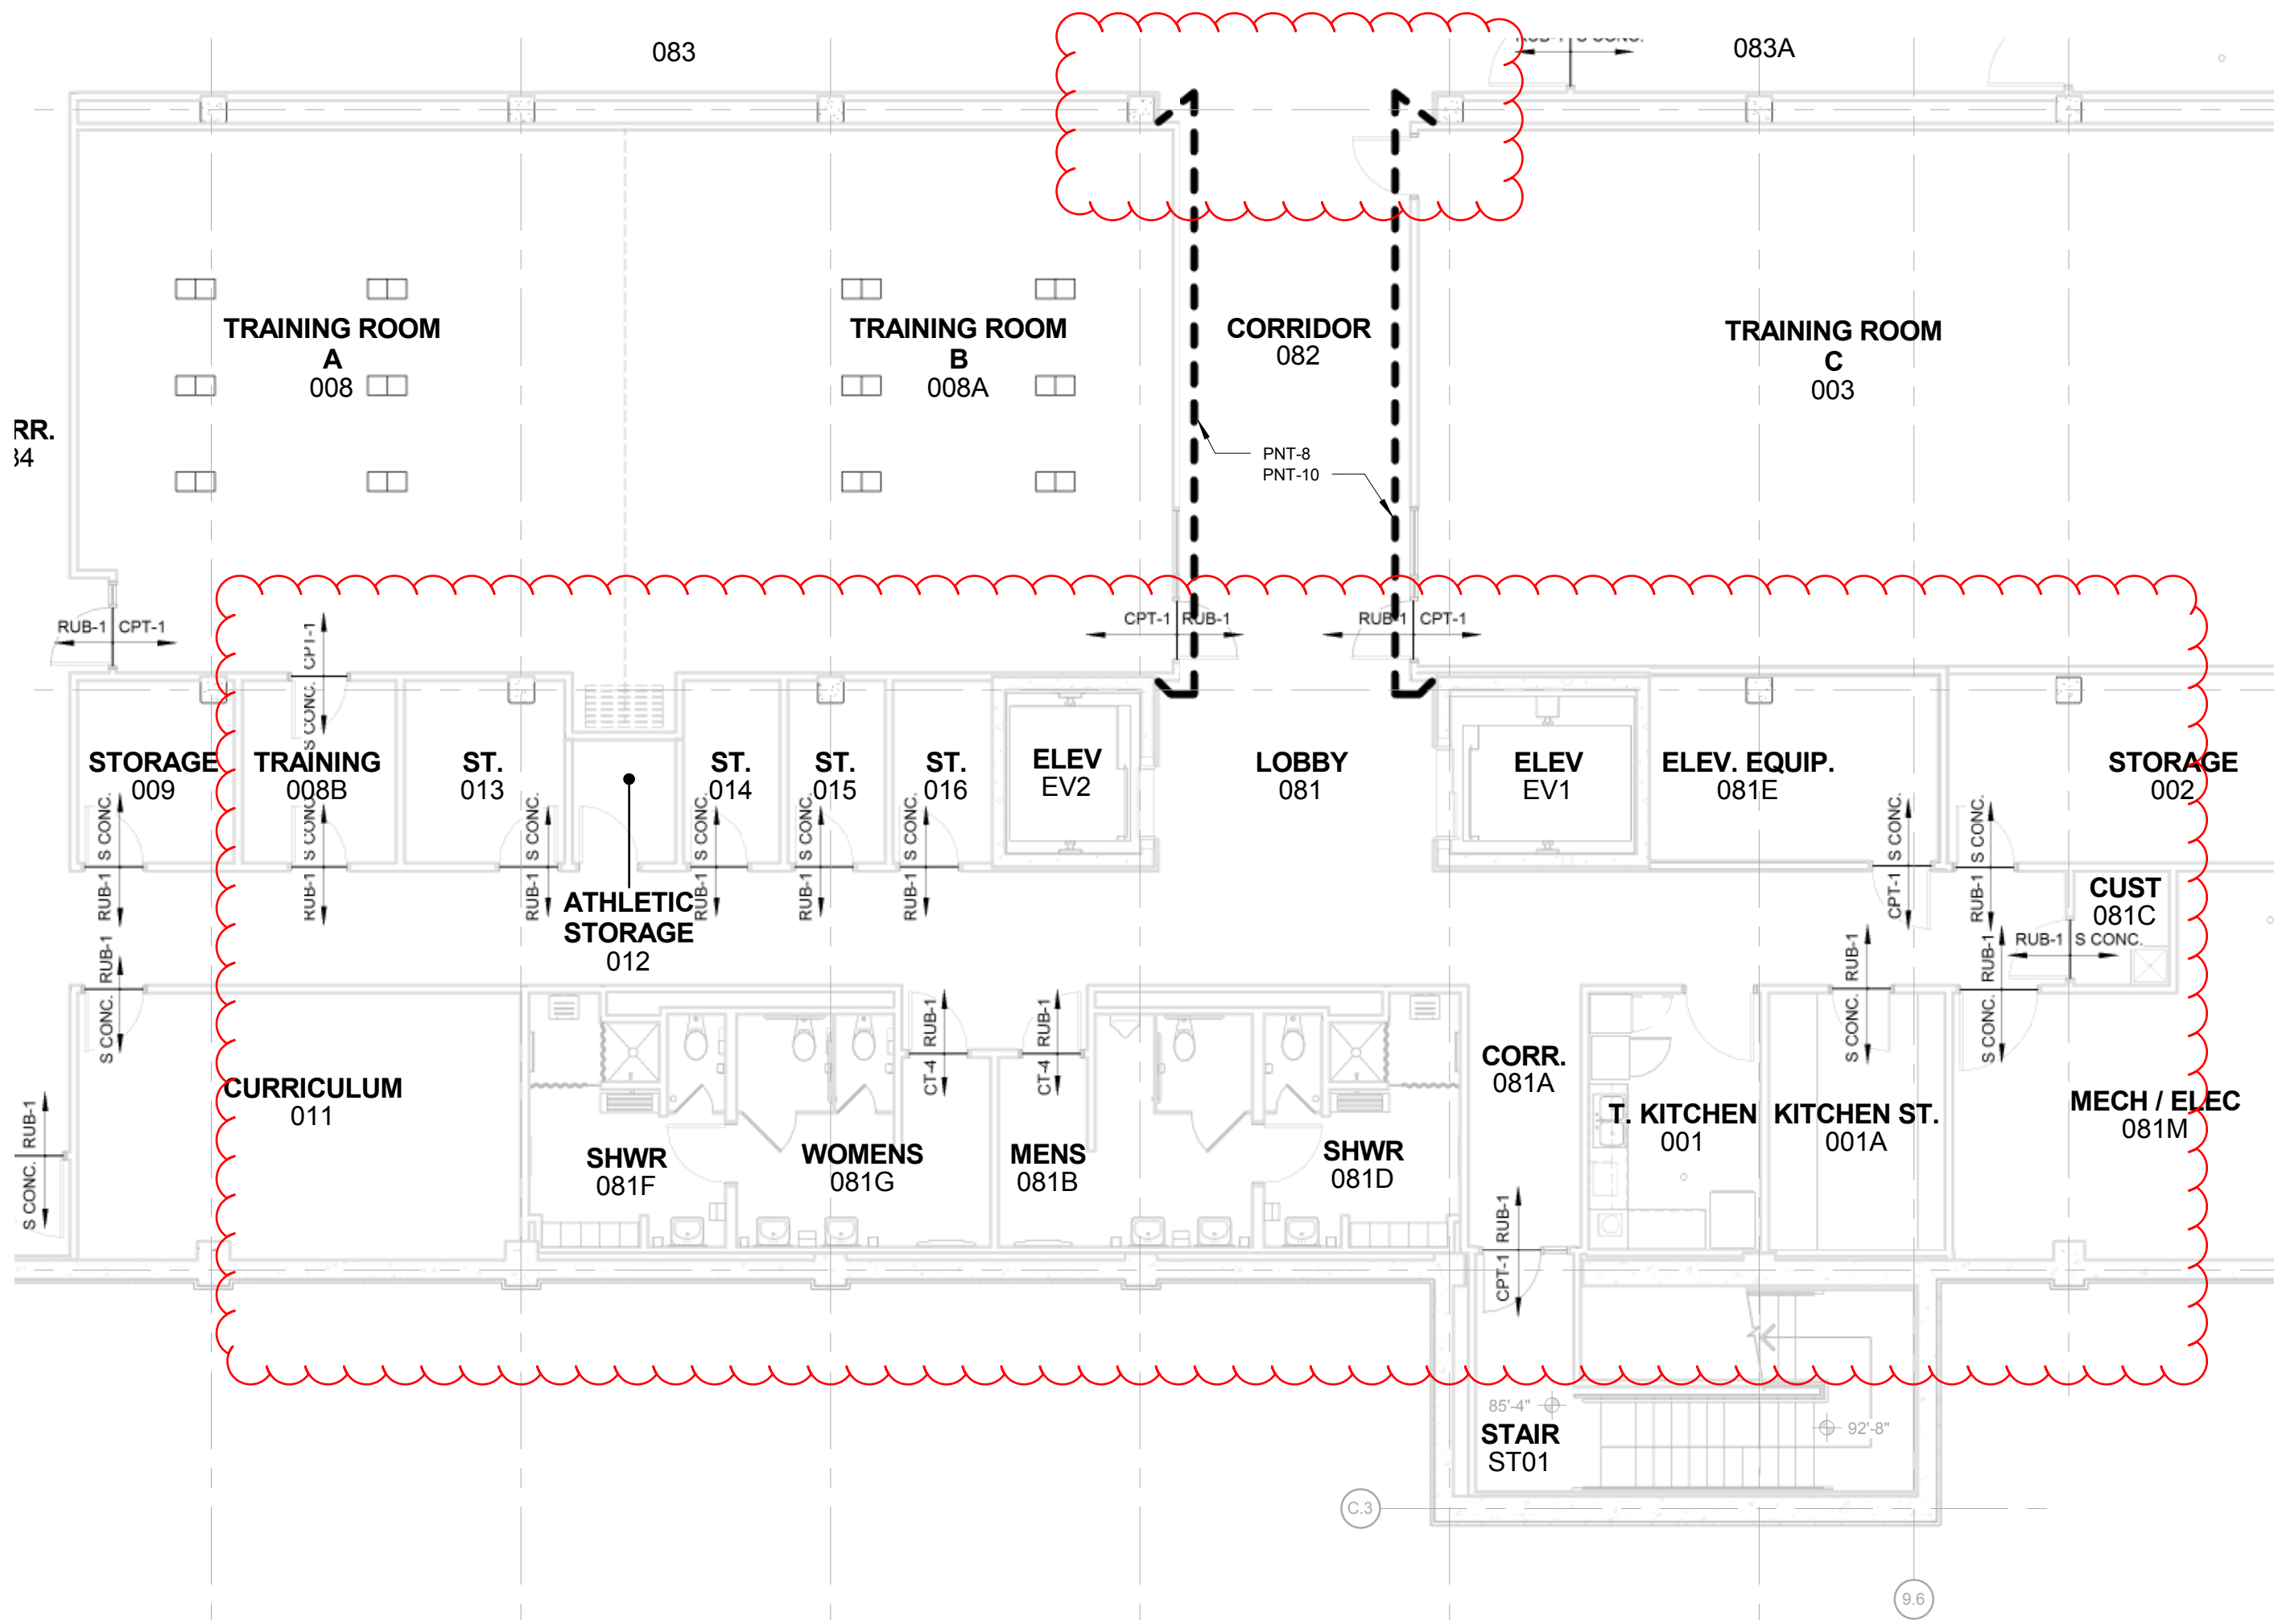 083
083A
TRAINING ROOM
A
008
TRAINING ROOM
B
008A
CORRIDOR
082
TRAINING ROOM
C
003
RR.
PNT-8
PNT-10
RUB-1 CPT-1
S CONC. CPT-1
CPT-1 RUB-1
RUB-1 CPT-1
STORAGE
009
TRAINING
008B
ST.
013
ST.
014
ST.
015
ST.
016
ELEV
EV2
LOBBY
081
ELEV
EV1
ELEV. EQUIP.
081E
STORAGE
002
RUB-1 S CONC.
RUB-1 S CONC.
RUB-1 S CONC.
RUB-1 S CONC.
RUB-1 S CONC.
RUB-1 S CONC.
CPT-1 S CONC.
RUB-1 S CONC.
ATHLETIC
STORAGE
012
CUST
081C
RUB-1 S CONC.
S CONC. RUB-1
CT-4 RUB-1
CT-4 RUB-1
S CONC. RUB-1
S CONC. RUB-1
CURRICULUM
011
S CONC. RUB-1
SHWR
081F
WOMENS
081G
MENS
081B
SHWR
081D
CORR.
081A
T. KITCHEN
001
KITCHEN ST.
001A
MECH / ELEC
081M
CPT-1 RUB-1
85'-4"
92'-8"
STAIR
ST01
C.3
9.6